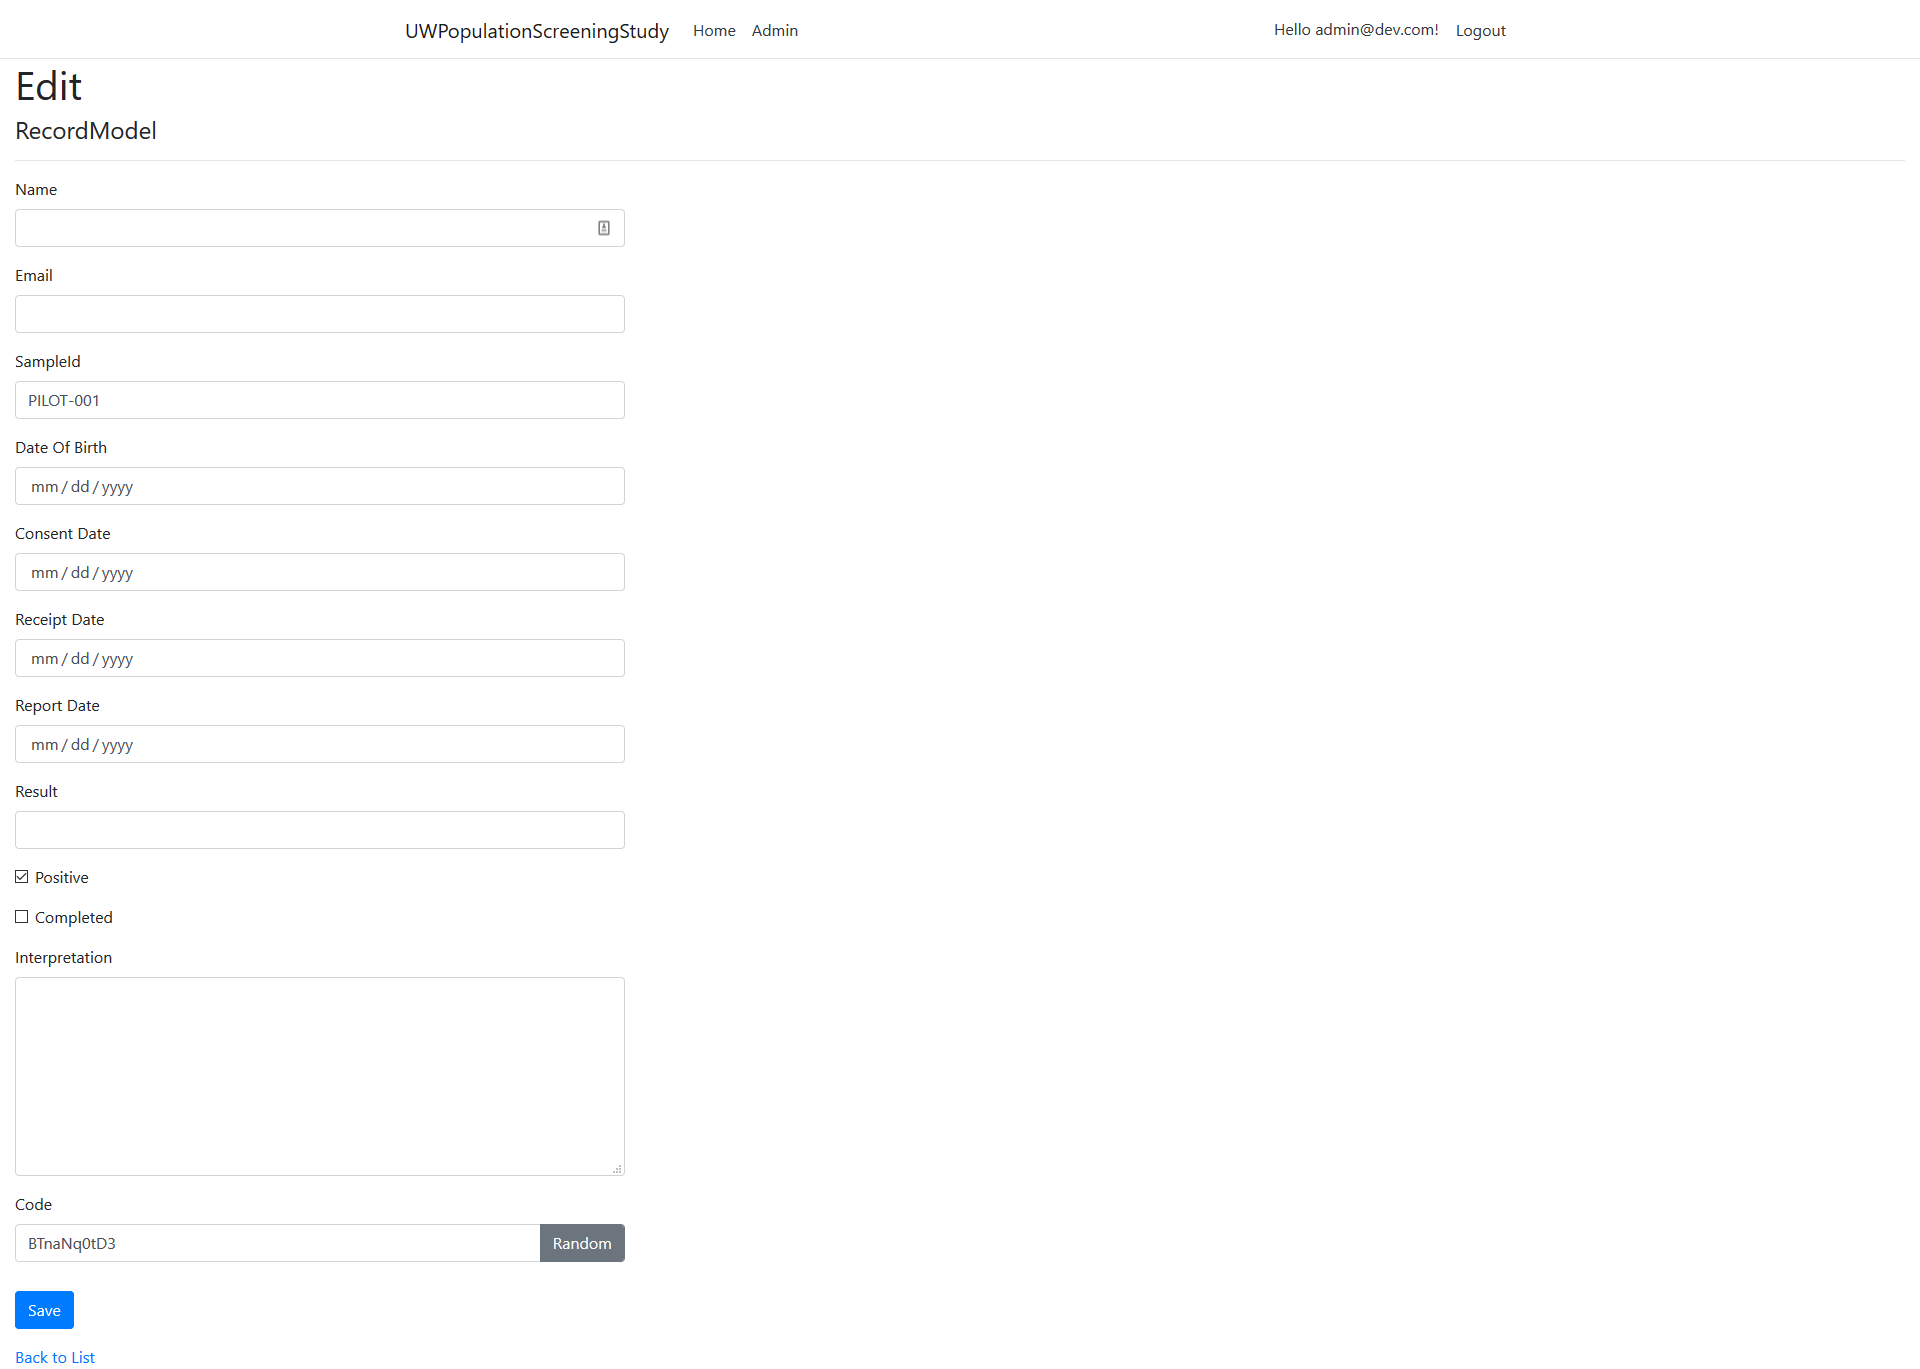 UWPopulationScreeningStudy Home Admin Hello admin@dev.com! Logout
Edit
RecordModel
Name
Email
SampleId
PILOT-001
Date Of Birth
mm / dd / yyyy
Consent Date
mm / dd / yyyy
Receipt Date
mm / dd / yyyy
Report Date
mm / dd / yyyy
Result
Positive
Completed
Interpretation
Code
BTnaNq0tD3 Random
Save
Back to List